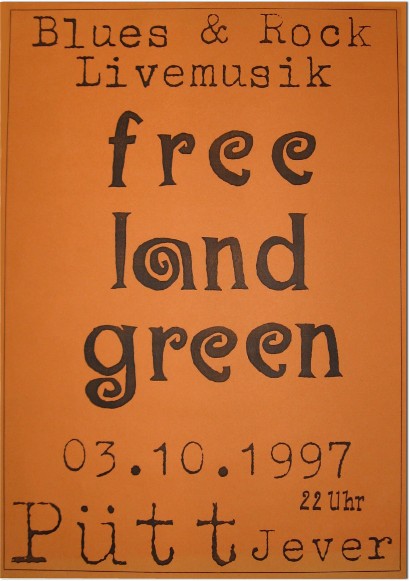 Blues & Rock
Livemusik
free
land
green
03.10.1997
22 Uhr
Pütt Jever